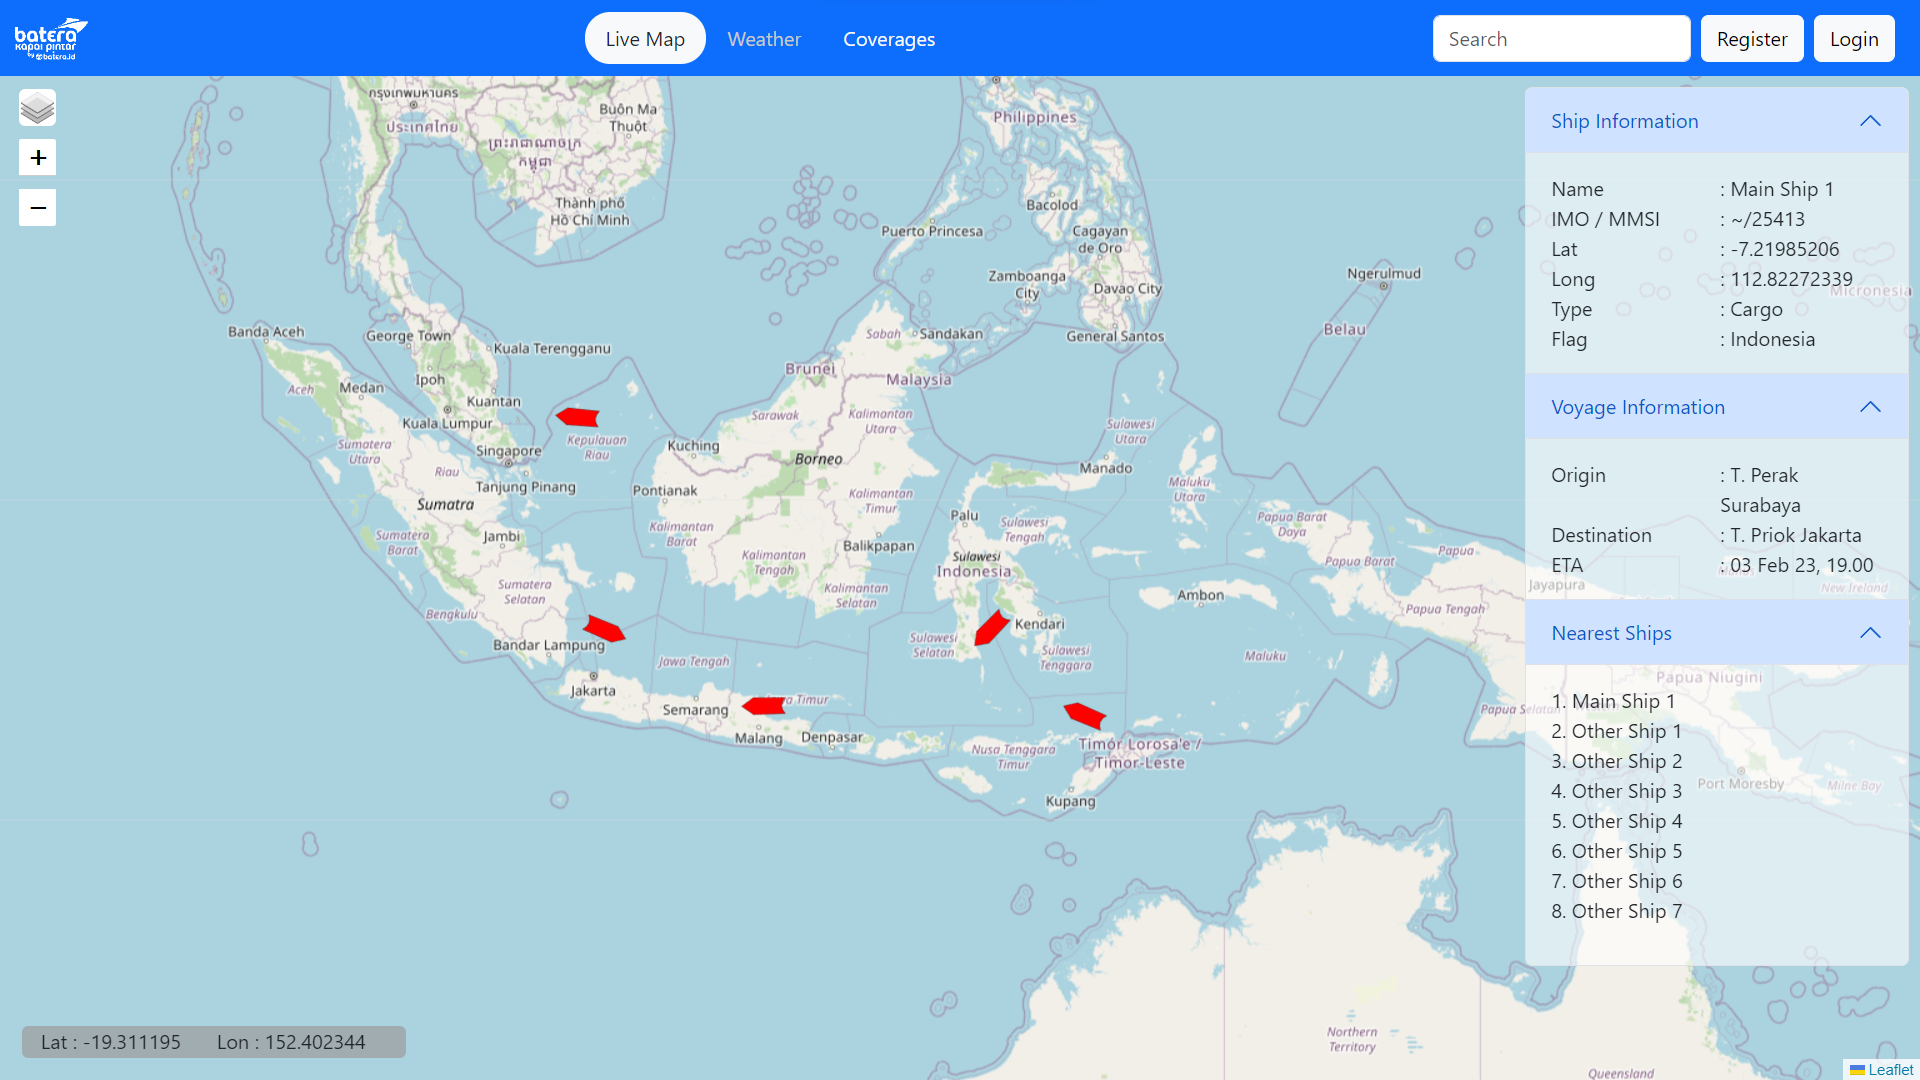 batera
kapal pintar
by batera.id
Live Map
Weather
Coverages
Search
Register
Login
+
−
กรุงเทพมหานคร
ประเทศไทย
Buôn Ma
Thuột
ព្រះរាជាណាចក្រ
កម្ពុជា
Thành phố
Hồ Chí Minh
Philippines
Bacolod
Puerto Princesa
Cagayan
de Oro
Zamboanga
City
Davao City
General Santos
Ngerulmud
Belau
Micronesia
Banda Aceh
George Town
Kuala Terengganu
Sabah
Sandakan
Brunei
Malaysia
Ipoh
Aceh
Medan
Kuantan
Kuala Lumpur
Sarawak
Kalimantan
Utara
Sumatera
Utara
Singapore
Kepulauan
Riau
Kuching
Borneo
Sulawesi
Utara
Manado
Riau
Tanjung Pinang
Pontianak
Kalimantan
Timur
Maluku
Utara
Sumatra
Palu
Sulawesi
Tengah
Papua Barat
Daya
Sumatera
Barat
Jambi
Kalimantan
Barat
Balikpapan
Kalimantan
Tengah
Sulawesi
Indonesia
Papua Barat
Papua
Jayapura
New Ireland
Sumatera
Selatan
Kalimantan
Selatan
Ambon
Papua Tengah
Bengkulu
Kendari
Bandar Lampung
Sulawesi
Selatan
Sulawesi
Tenggara
Maluku
Jawa Tengah
Jakarta
Semarang
Jawa Timur
Malang
Denpasar
Nusa Tenggara
Timur
Timór Lorosa'e /
Timor-Leste
Kupang
Papua Selatan
Papua Niugini
Port Moresby
Milne Bay
Northern
Territory
Queensland
Ship Information
Name : Main Ship 1
IMO / MMSI : ~/25413
Lat : -7.21985206
Long : 112.82272339
Type : Cargo
Flag : Indonesia
Voyage Information
Origin : T. Perak
Surabaya
Destination : T. Priok Jakarta
ETA : 03 Feb 23, 19.00
Nearest Ships
1. Main Ship 1
2. Other Ship 1
3. Other Ship 2
4. Other Ship 3
5. Other Ship 4
6. Other Ship 5
7. Other Ship 6
8. Other Ship 7
Lat : -19.311195 Lon : 152.402344
Leaflet